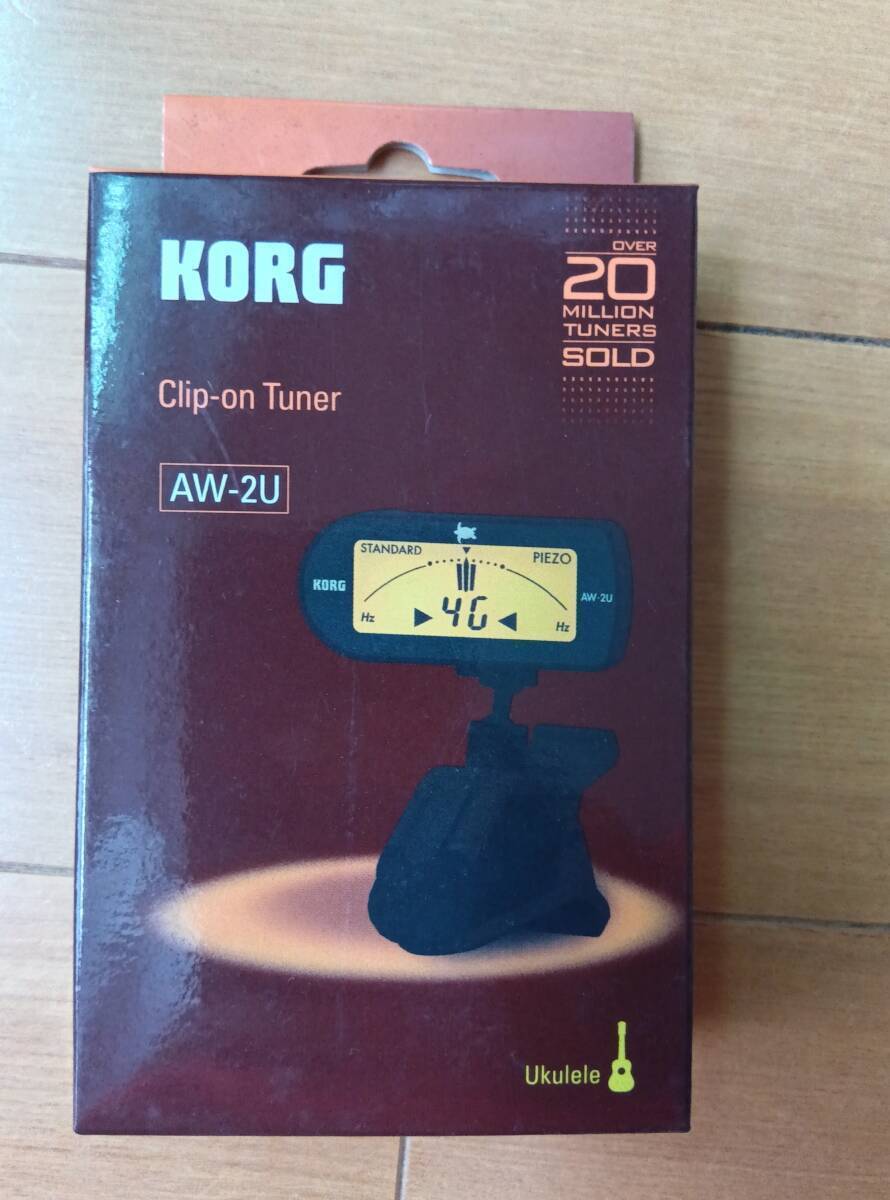 KORG
OVER
20
MILLION
TUNERS
SOLD
Clip-on Tuner
AW-2U
STANDARD
PIEZO
KORG
AW-2U
Hz
4G
Hz
Ukulele